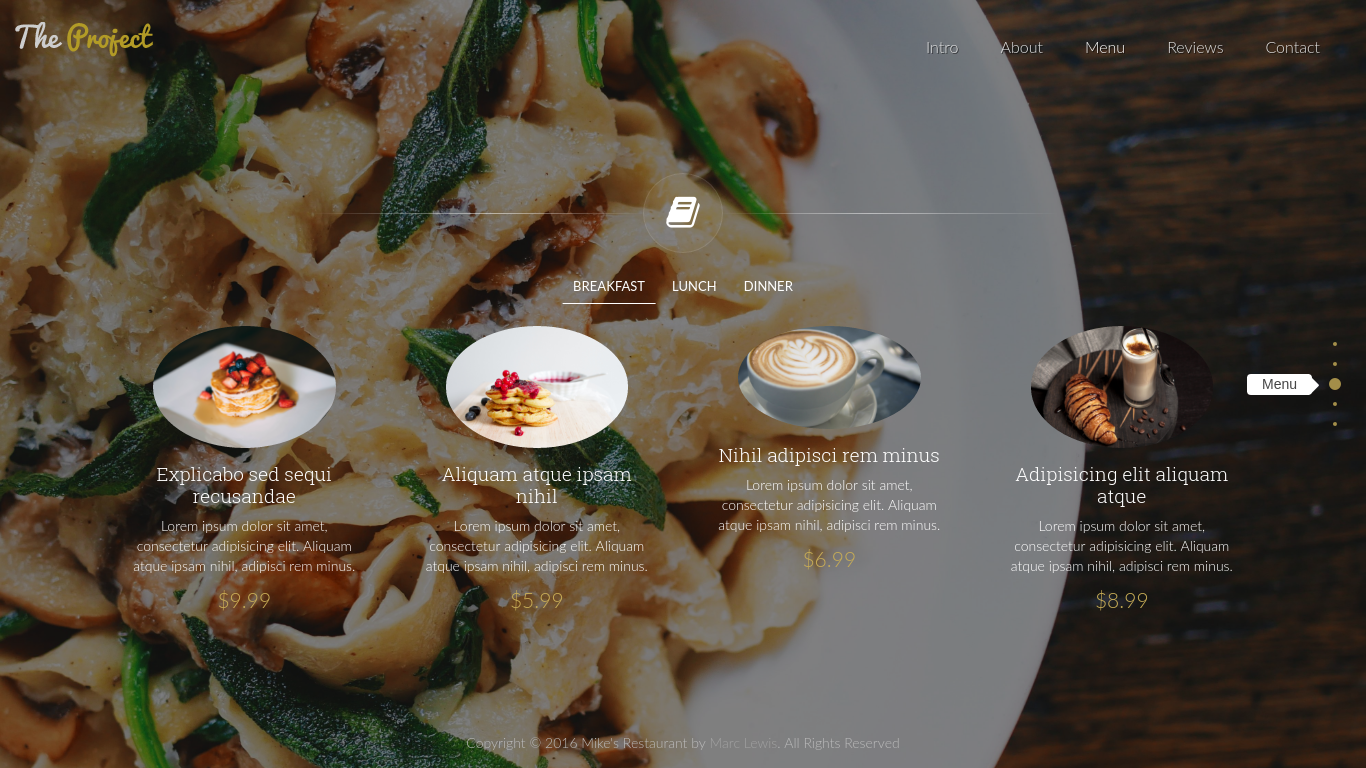 The Project
Intro About Menu Reviews Contact
BREAKFAST LUNCH DINNER
Menu
Explicabo sed sequi
recusandae
Lorem ipsum dolor sit amet,
consectetur adipisicing elit. Aliquam
atque ipsam nihil, adipisci rem minus.
$9.99
Aliquam atque ipsam
nihil
Lorem ipsum dolor sit amet,
consectetur adipisicing elit. Aliquam
atque ipsam nihil, adipisci rem minus.
$5.99
Nihil adipisci rem minus
Lorem ipsum dolor sit amet,
consectetur adipisicing elit. Aliquam
atque ipsam nihil, adipisci rem minus.
$6.99
Adipisicing elit aliquam
atque
Lorem ipsum dolor sit amet,
consectetur adipisicing elit. Aliquam
atque ipsam nihil, adipisci rem minus.
$8.99
Copyright © 2016 Mike's Restaurant by Marc Lewis. All Rights Reserved